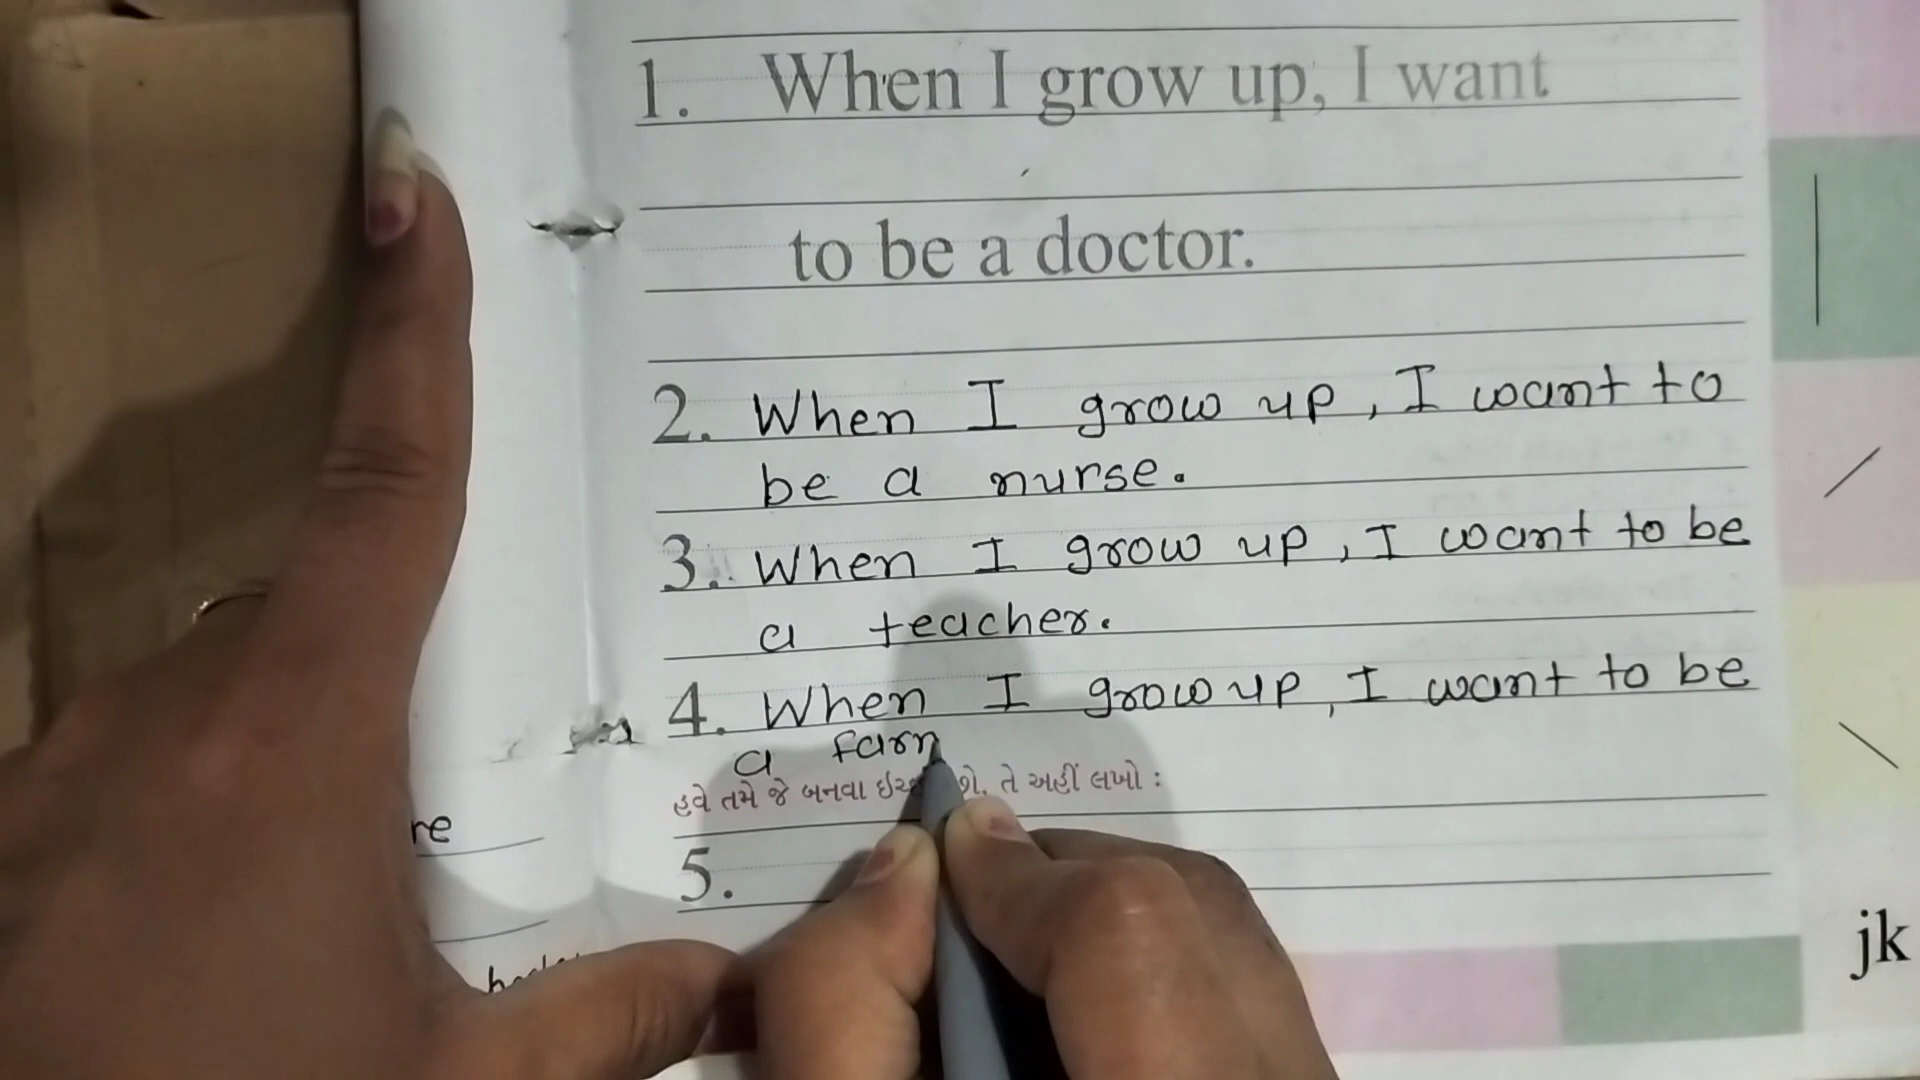 1. When I grow up, I want
to be a doctor.
2. When I grow up, I want to
be a nurse.
3. When I grow up, I want to be
a teacher.
4. When I grow up, I want to be
a farm
હવે તમે જે બનવા શો, તે અહીં લખો :
5.
re
jk